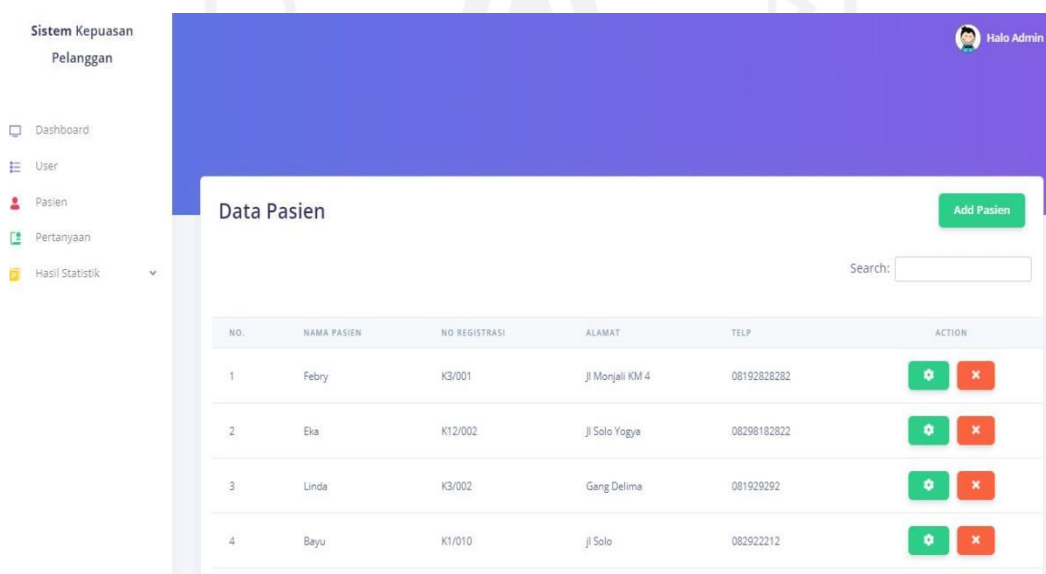 Sistem Kepuasan
Pelanggan
Halo Admin
Dashboard
User
Pasien
Pertanyaan
Hasil Statistik
Data Pasien
Add Pasien
Search:
NO. NAMA PASIEN NO REGISTRASI ALAMAT TELP ACTION
1 Febry K3/001 Jl Monjali KM 4 08192828282
2 Eka K12/002 Jl Solo Yogya 08298182822
3 Linda K3/002 Gang Delima 081929292
4 Bayu K1/010 jl Solo 082922212